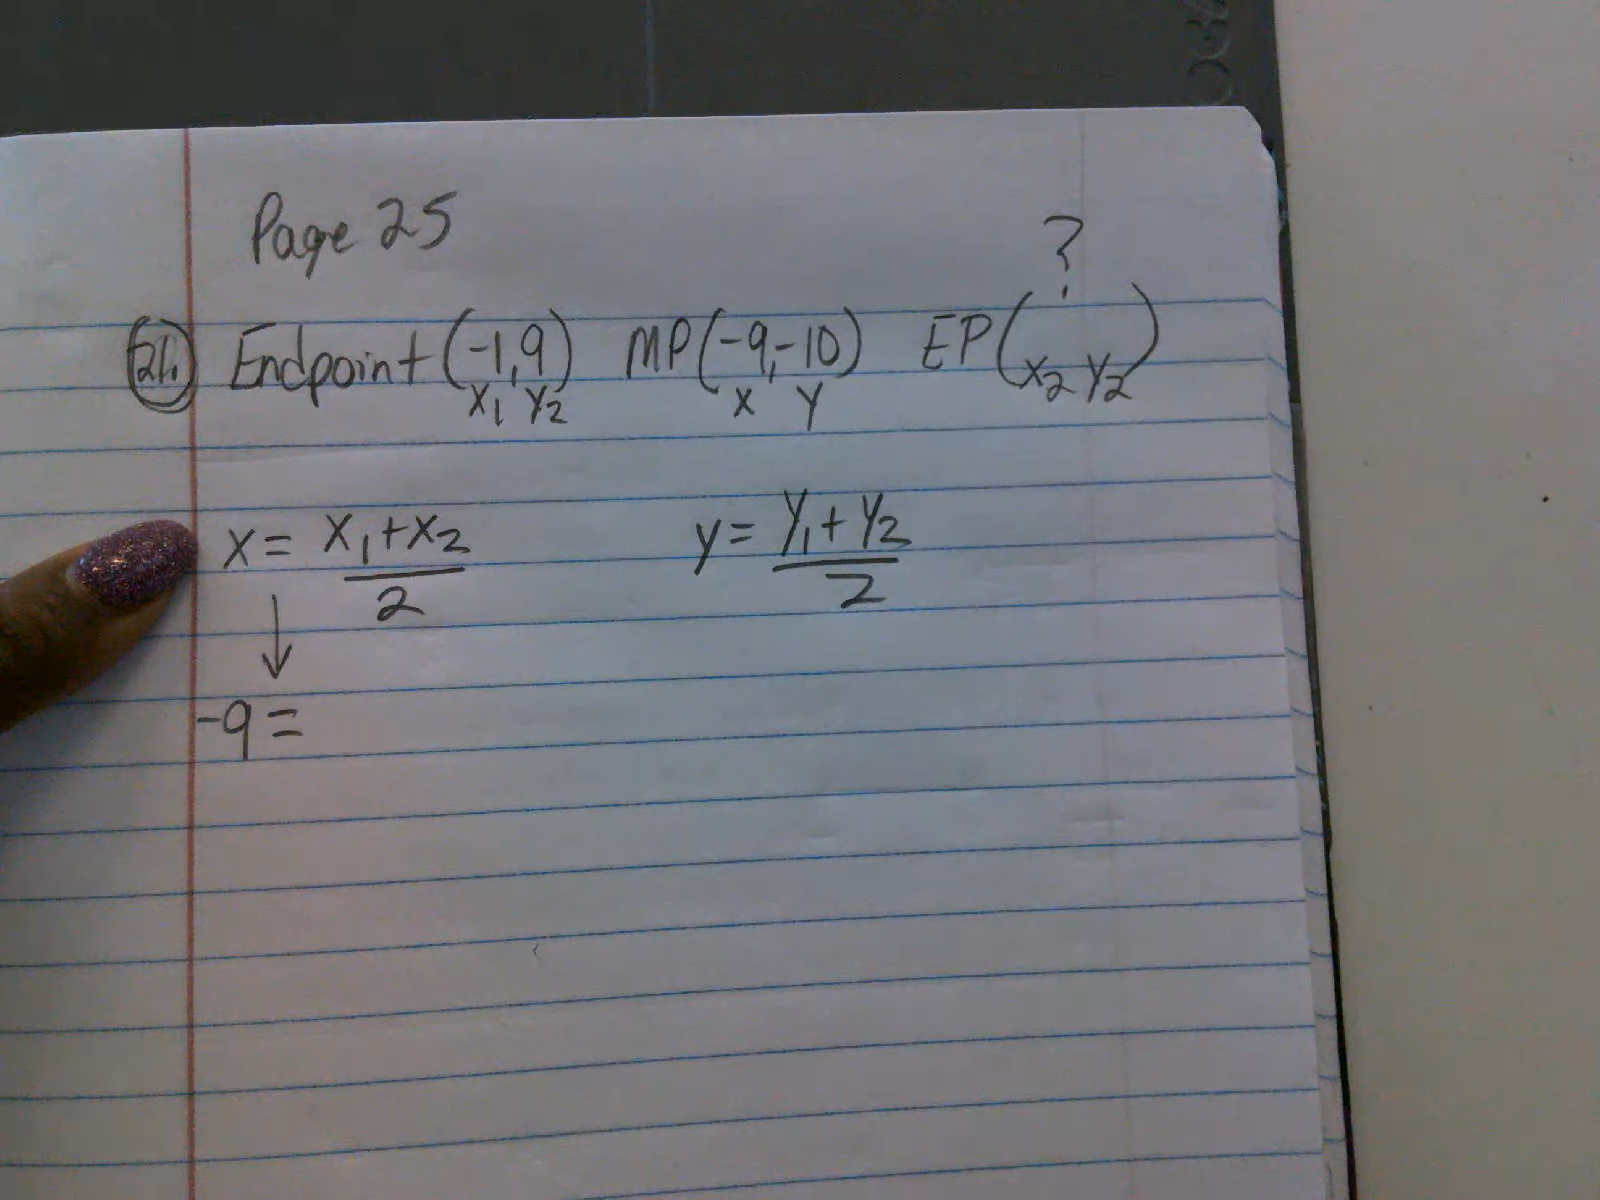 Page 25
?
21. Endpoint (-1,9) MP(-9,-10) EP( )
x₁ y₂ x y x₂ y₂
x = x₁+x₂/2 y = y₁+y₂/2
↓
-9 =